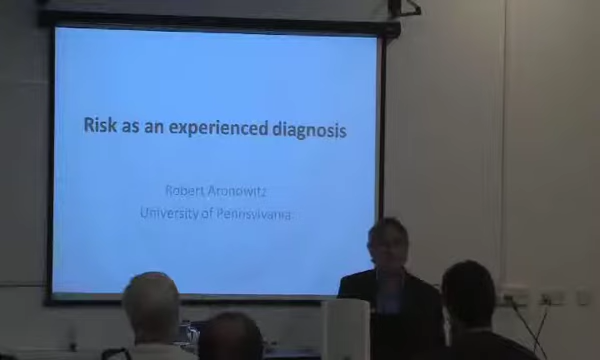 Risk as an experienced diagnosis
Robert Aronowitz
University of Pennsylvania